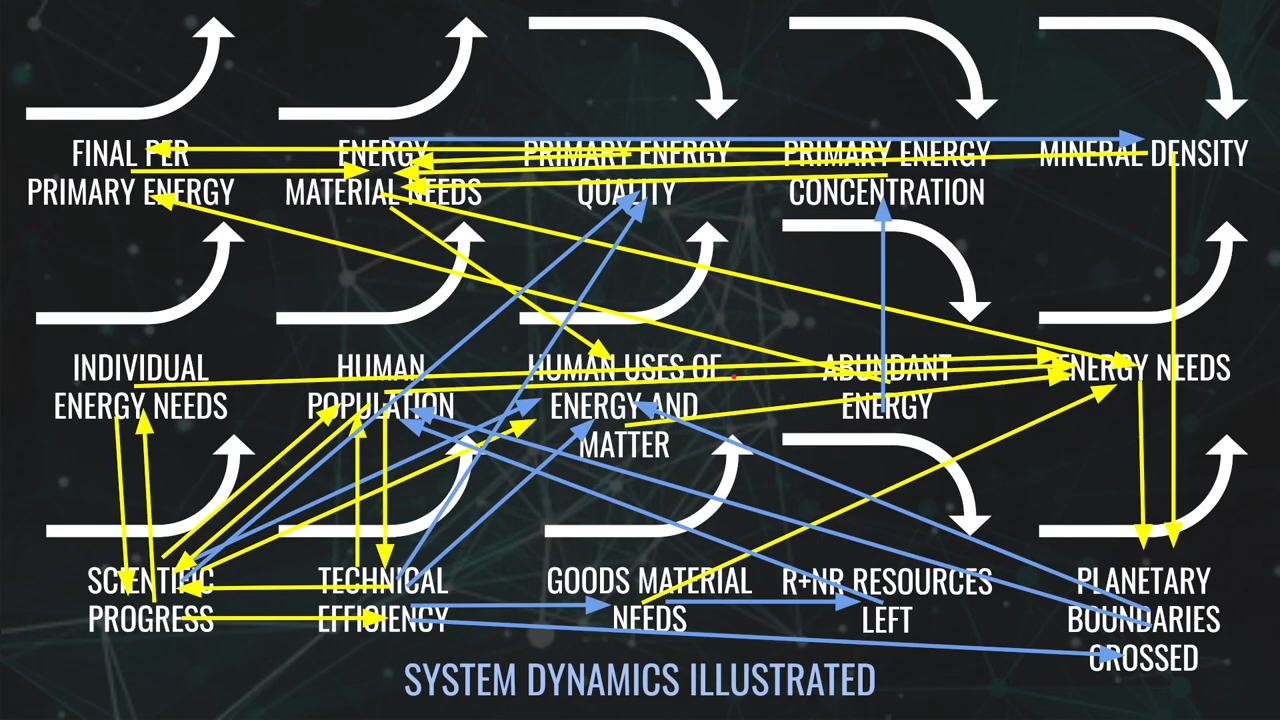 FINAL PER
PRIMARY ENERGY
ENERGY
MATERIAL NEEDS
PRIMARY ENERGY
QUALITY
PRIMARY ENERGY
CONCENTRATION
MINERAL DENSITY
INDIVIDUAL
ENERGY NEEDS
HUMAN
POPULATION
HUMAN USES OF
ENERGY AND
MATTER
ABUNDANT
ENERGY
ENERGY NEEDS
SCIENTIFIC
PROGRESS
TECHNICAL
EFFICIENCY
GOODS MATERIAL
NEEDS
R+NR RESOURCES
LEFT
PLANETARY
BOUNDARIES
CROSSED
SYSTEM DYNAMICS ILLUSTRATED